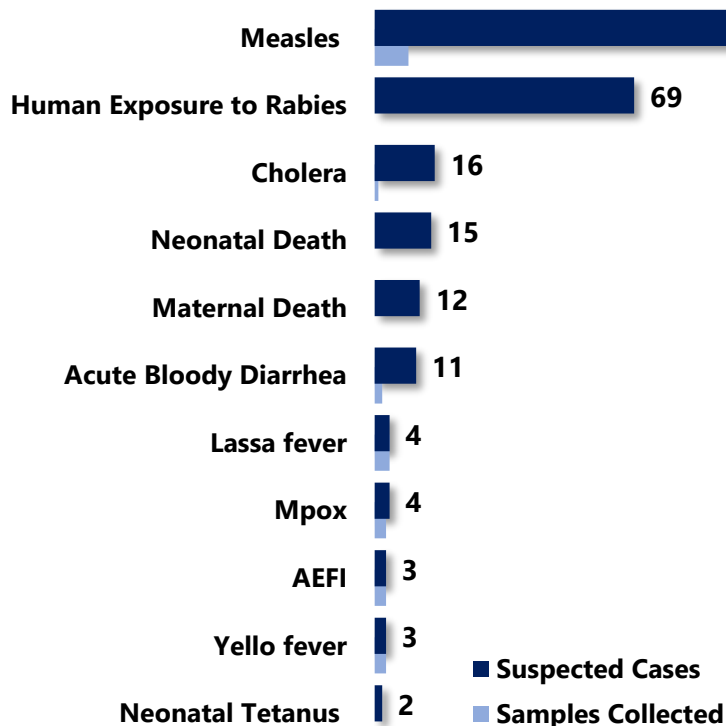 Measles
Human Exposure to Rabies 69
Cholera 16
Neonatal Death 15
Maternal Death 12
Acute Bloody Diarrhea 11
Lassa fever 4
Mpox 4
AEFI 3
Yello fever 3
Suspected Cases
Neonatal Tetanus 2
Samples Collected